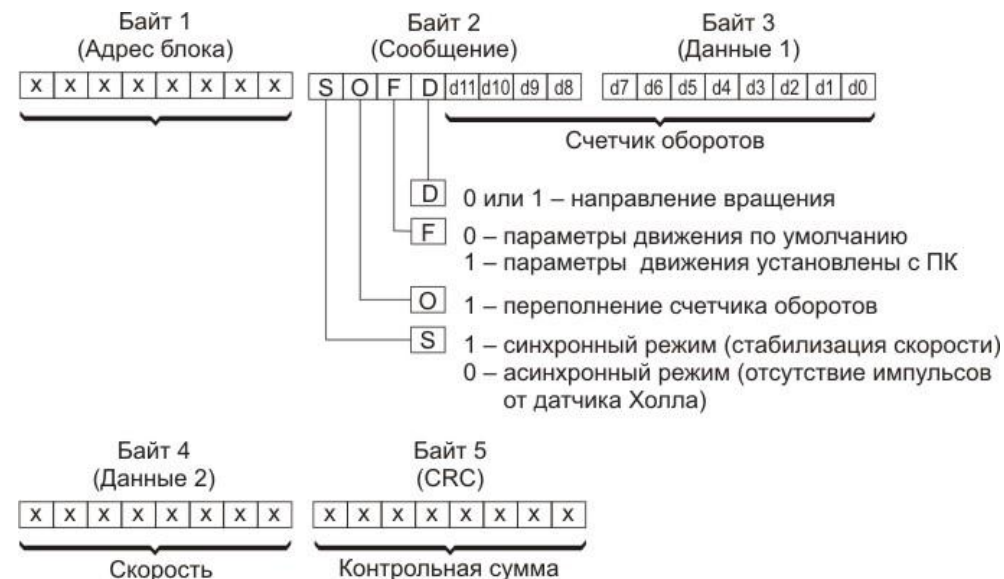 Байт 1 Байт 2 Байт 3
(Адрес блока) (Сообщение) (Данные 1)
X X X X X X X X S O F D d11 d10 d9 d8 d7 d6 d5 d4 d3 d2 d1 d0
Счетчик оборотов
D 0 или 1 – направление вращения
F 0 – параметры движения по умолчанию
1 – параметры движения установлены с ПК
O 1 – переполнение счетчика оборотов
S 1 – синхронный режим (стабилизация скорости)
0 – асинхронный режим (отсутствие импульсов
от датчика Холла)
Байт 4 Байт 5
(Данные 2) (CRC)
X X X X X X X X X X X X X X X X
Скорость Контрольная сумма